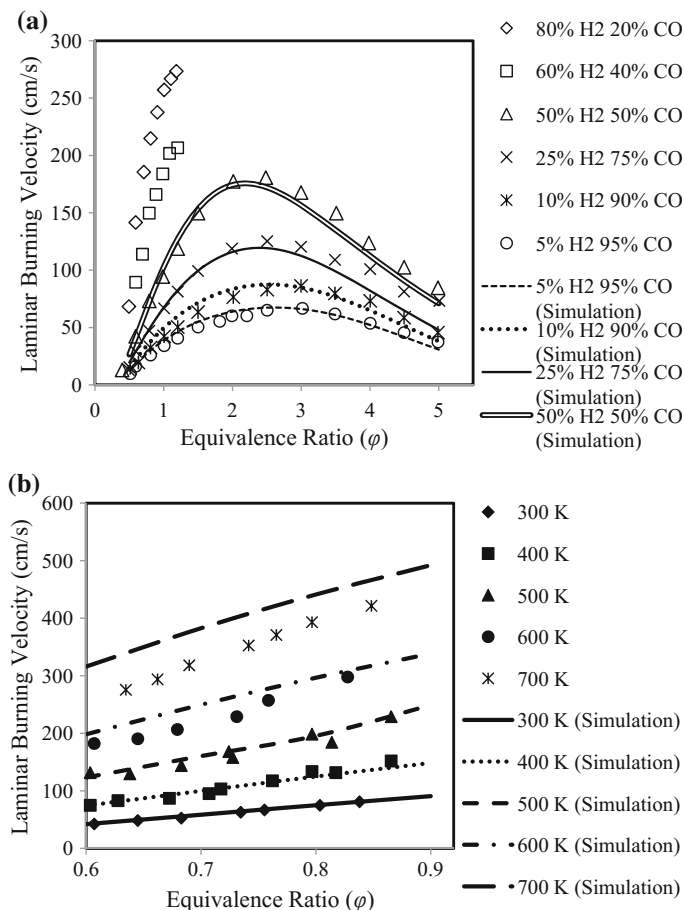 (a)
300
250
200
150
100
50
0
0 1 2 3 4 5
Laminar Burning Velocity (cm/s)
Equivalence Ratio (φ)
80% H2 20% CO
60% H2 40% CO
50% H2 50% CO
25% H2 75% CO
10% H2 90% CO
5% H2 95% CO
5% H2 95% CO
(Simulation)
10% H2 90% CO
(Simulation)
25% H2 75% CO
(Simulation)
50% H2 50% CO
(Simulation)
(b)
600
500
400
300
200
100
0
0.6 0.7 0.8 0.9
Laminar Burning Velocity (cm/s)
Equivalence Ratio (φ)
300 K
400 K
500 K
600 K
700 K
300 K (Simulation)
400 K (Simulation)
500 K (Simulation)
600 K (Simulation)
700 K (Simulation)